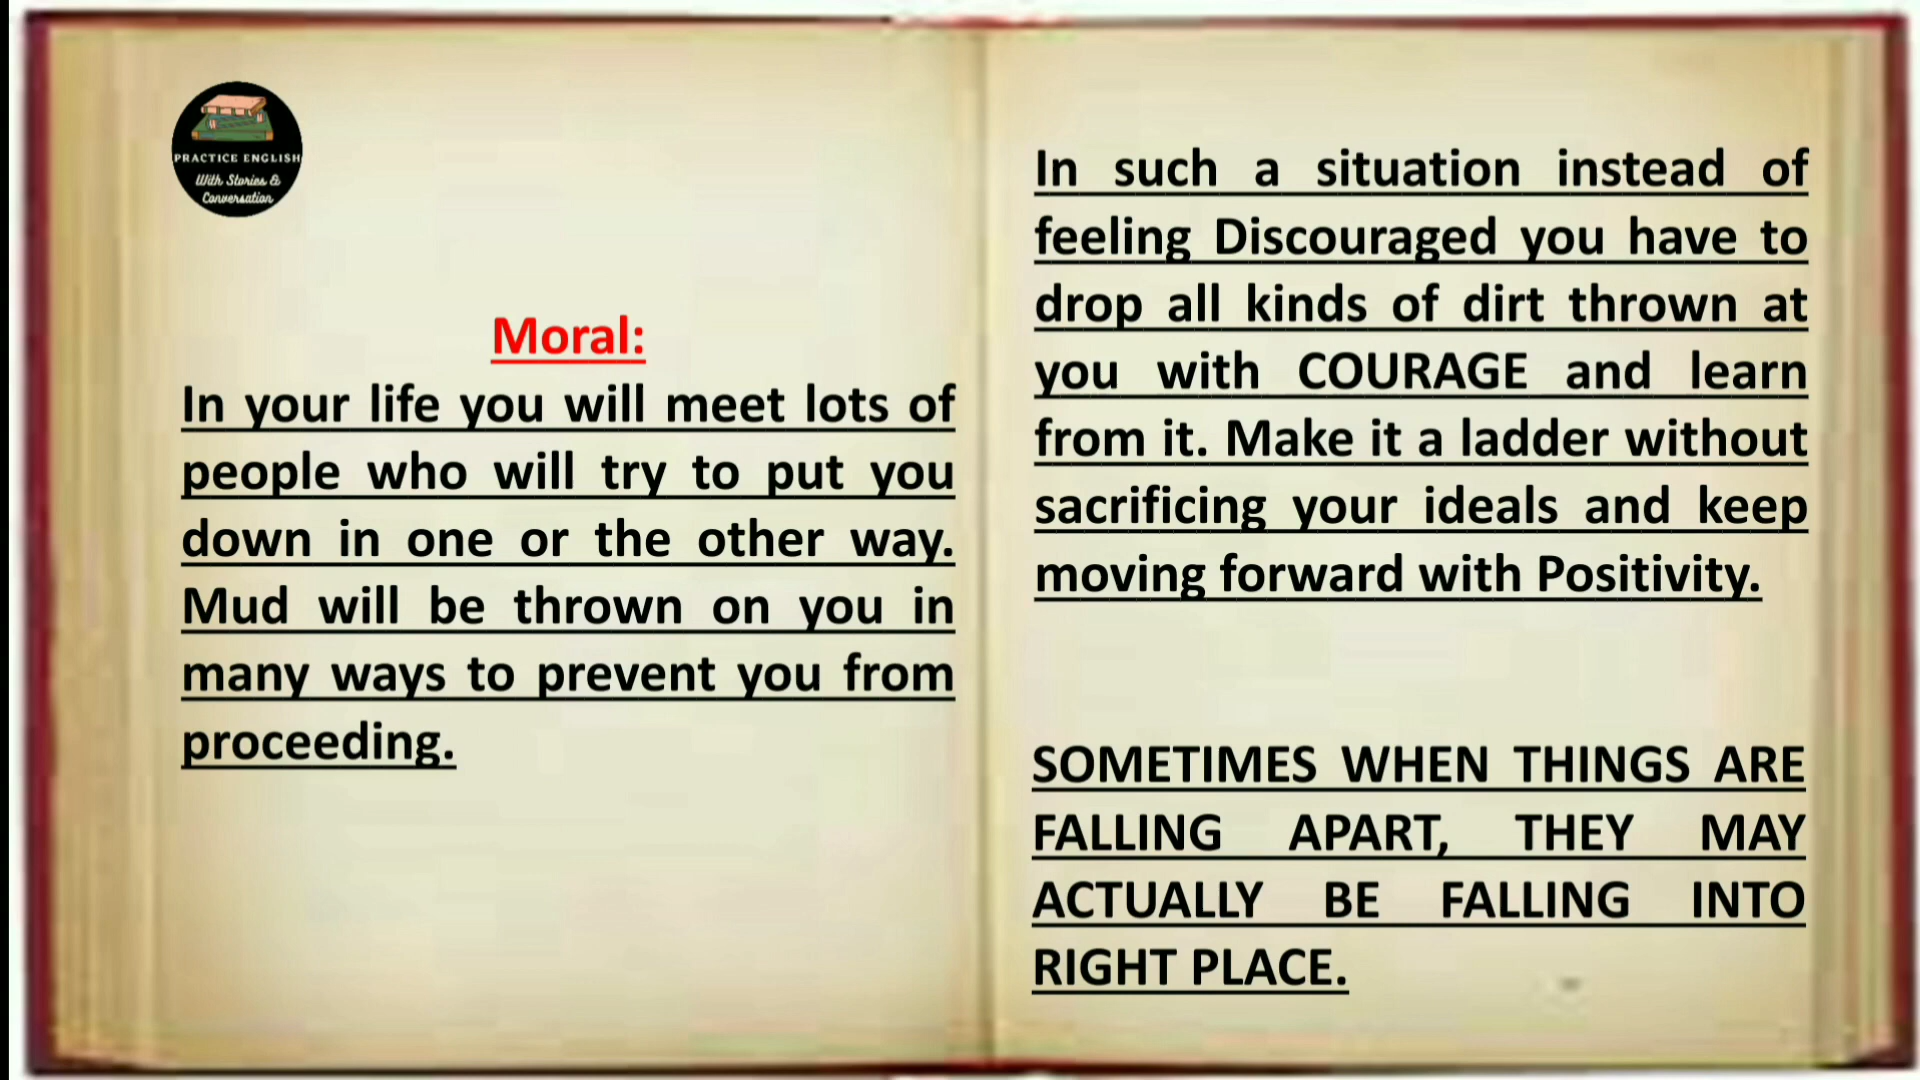 PRACTICE ENGLISH
With Stories &
Conversation
Moral:
In your life you will meet lots of
people who will try to put you
down in one or the other way.
Mud will be thrown on you in
many ways to prevent you from
proceeding.
In such a situation instead of
feeling Discouraged you have to
drop all kinds of dirt thrown at
you with COURAGE and learn
from it. Make it a ladder without
sacrificing your ideals and keep
moving forward with Positivity.
SOMETIMES WHEN THINGS ARE
FALLING APART, THEY MAY
ACTUALLY BE FALLING INTO
RIGHT PLACE.